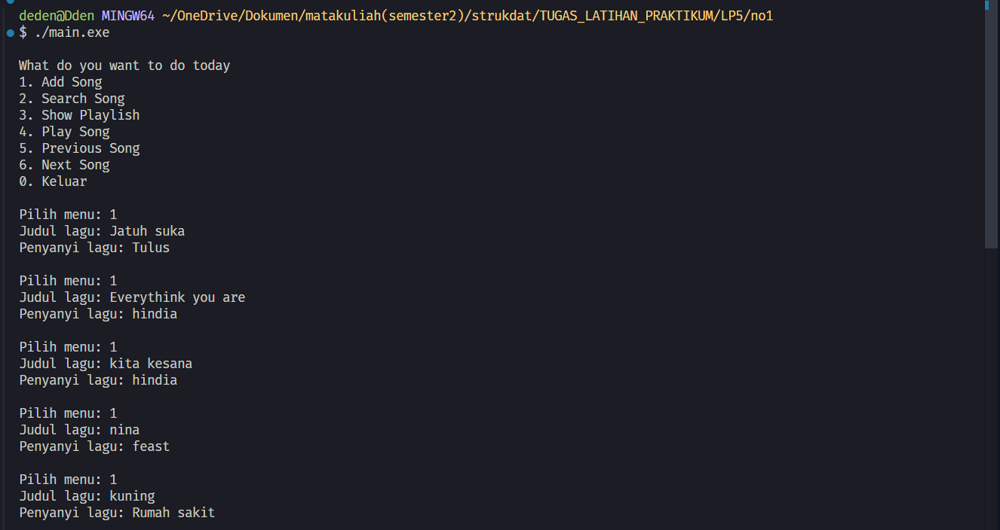 deden@Dden MINGW64 ~/OneDrive/Dokumen/matakuliah(semester2)/strukdat/TUGAS_LATIHAN_PRAKTIKUM/LP5/no1
$ ./main.exe
What do you want to do today
1. Add Song
2. Search Song
3. Show Playlish
4. Play Song
5. Previous Song
6. Next Song
0. Keluar
Pilih menu: 1
Judul lagu: Jatuh suka
Penyanyi lagu: Tulus
Pilih menu: 1
Judul lagu: Everythink you are
Penyanyi lagu: hindia
Pilih menu: 1
Judul lagu: kita kesana
Penyanyi lagu: hindia
Pilih menu: 1
Judul lagu: nina
Penyanyi lagu: feast
Pilih menu: 1
Judul lagu: kuning
Penyanyi lagu: Rumah sakit